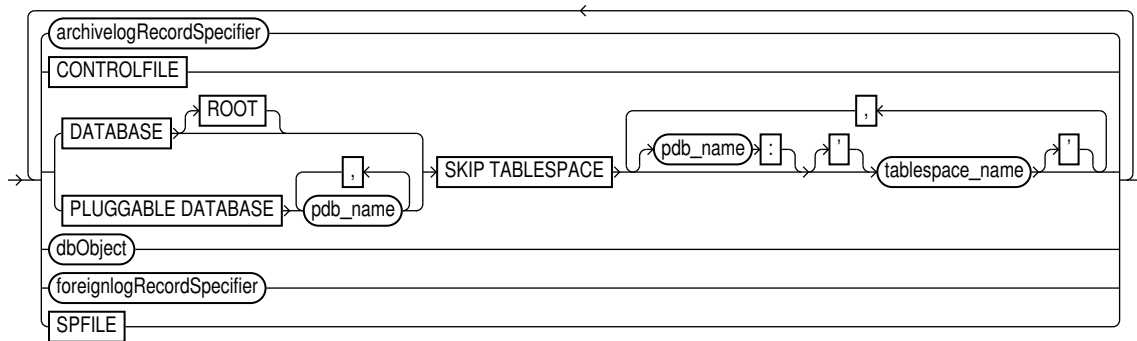 archivelogRecordSpecifier
CONTROLFILE
ROOT
,
DATABASE
pdb_name : ’ ’
SKIP TABLESPACE
tablespace_name
,
PLUGGABLE DATABASE
pdb_name
dbObject
foreignlogRecordSpecifier
SPFILE